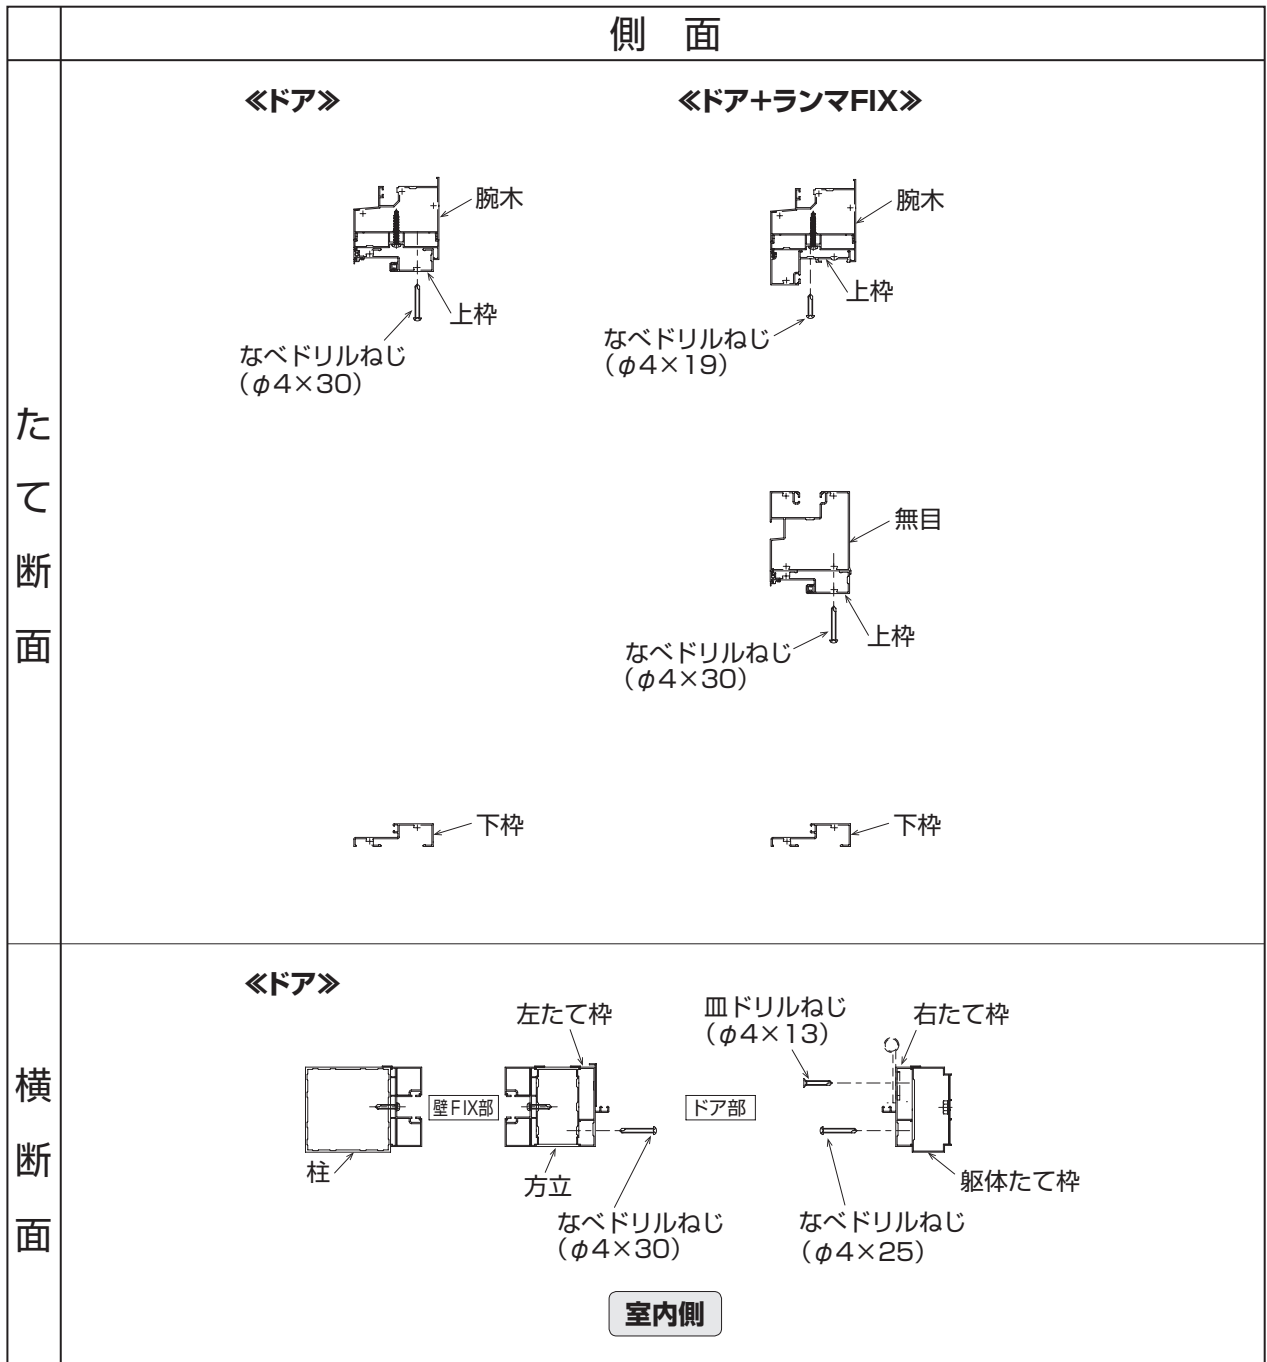 側 面
たて断面
≪ドア≫
腕木
上枠
なべドリルねじ
（φ4×30）
下枠
≪ドア＋ランマFIX≫
腕木
上枠
なべドリルねじ
（φ4×19）
無目
上枠
なべドリルねじ
（φ4×30）
下枠
横断面
≪ドア≫
左たて枠
皿ドリルねじ
（φ4×13）
右たて枠
壁FIX部
ドア部
柱
方立
躯体たて枠
なべドリルねじ
（φ4×30）
なべドリルねじ
（φ4×25）
室内側